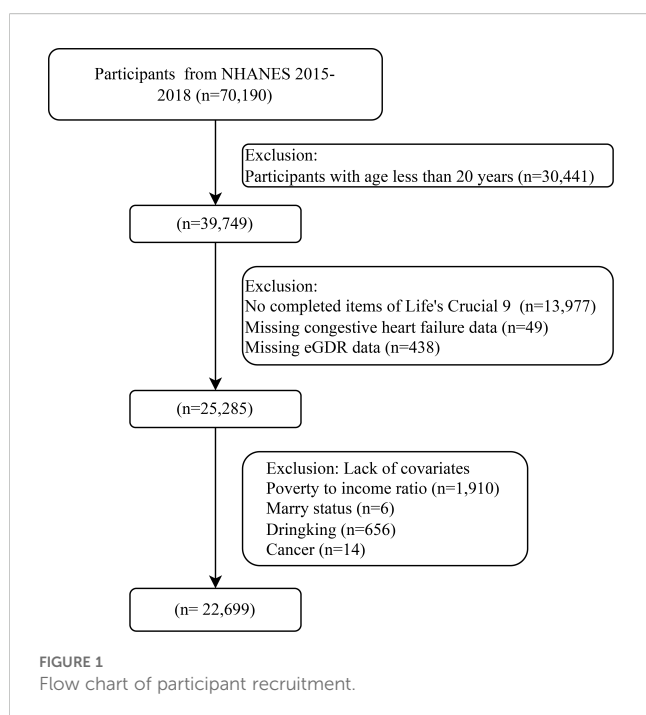 Participants from NHANES 2015-
2018 (n=70,190)
Exclusion:
Participants with age less than 20 years (n=30,441)
(n=39,749)
Exclusion:
No completed items of Life's Crucial 9 (n=13,977)
Missing congestive heart failure data (n=49)
Missing eGDR data (n=438)
(n=25,285)
Exclusion: Lack of covariates
Poverty to income ratio (n=1,910)
Marry status (n=6)
Dringking (n=656)
Cancer (n=14)
(n= 22,699)
FIGURE 1
Flow chart of participant recruitment.